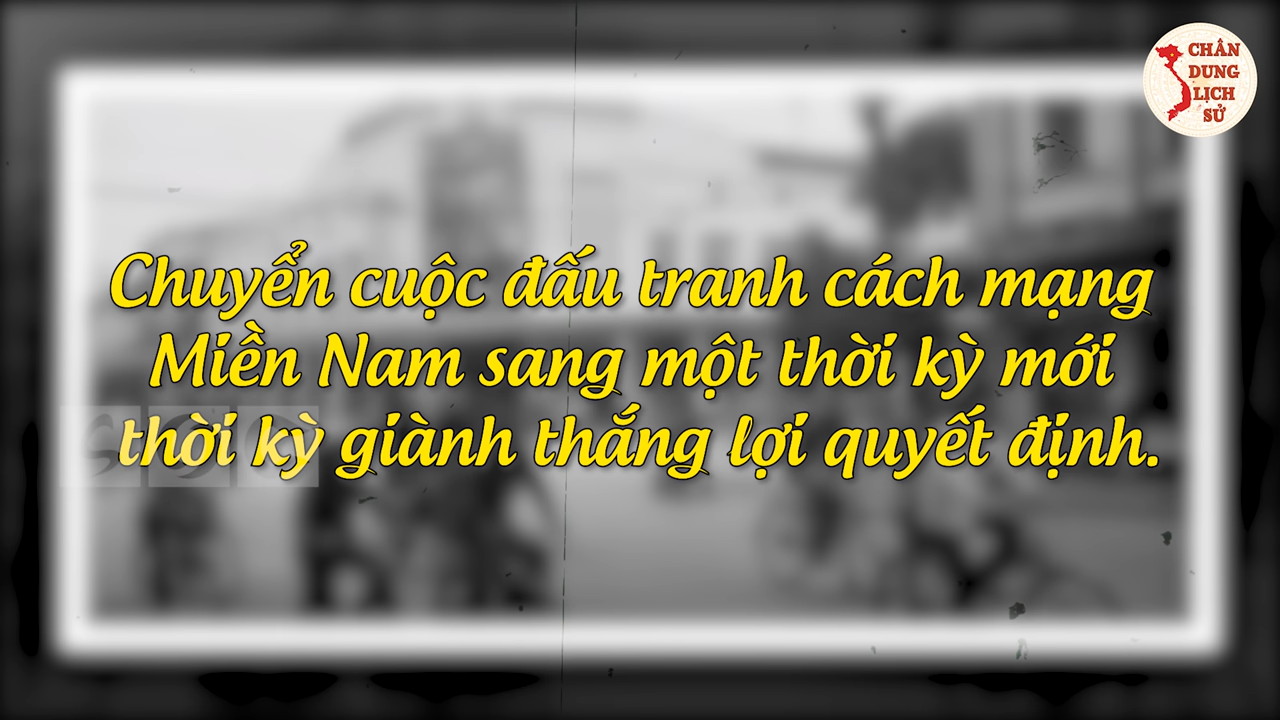 CHÂN
DUNG
LỊCH
SỬ
Chuyển cuộc đấu tranh cách mạng
Miền Nam sang một thời kỳ mới
thời kỳ giành thắng lợi quyết định.